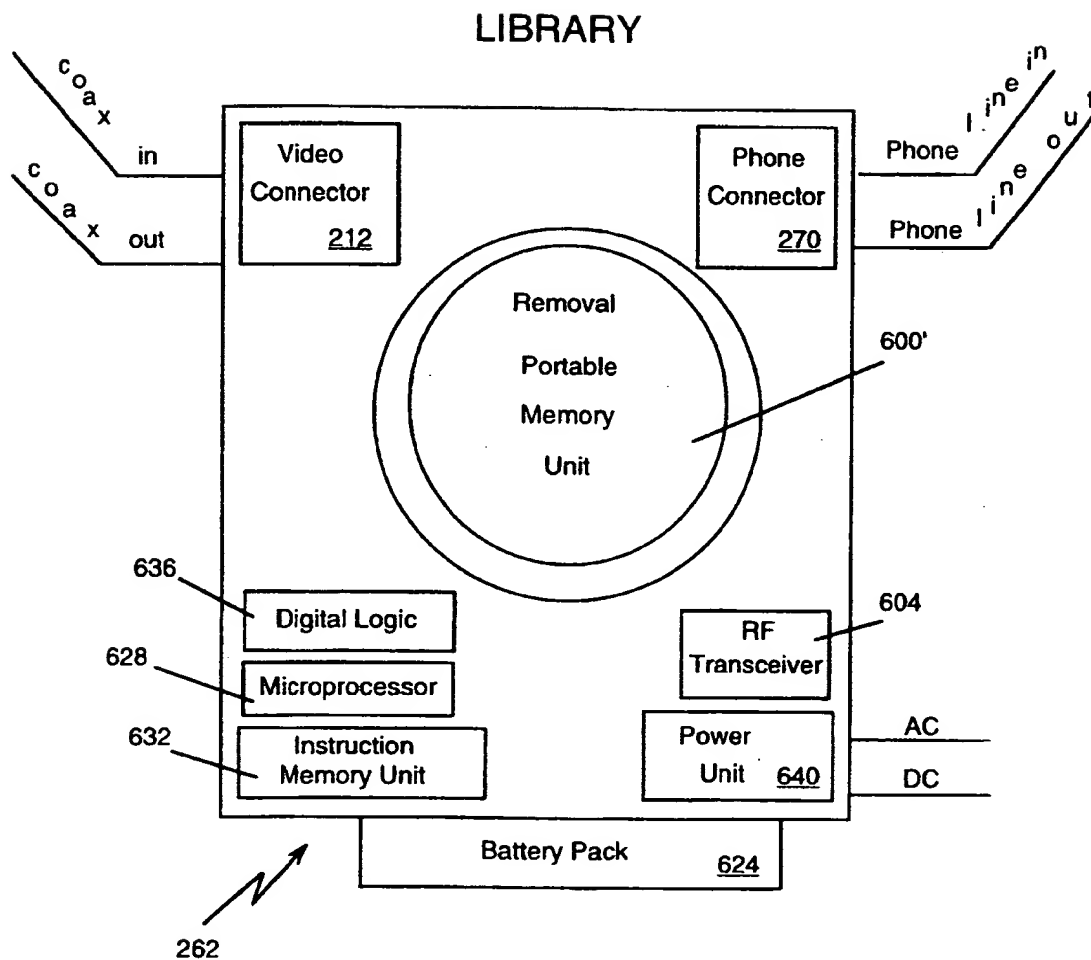 LIBRARY
coax in
coax out
Video
Connector
212
Phone
Connector
270
Phone line in
Phone line out
Removal
Portable
Memory
Unit
600'
636
Digital Logic
628
Microprocessor
632
Instruction
Memory Unit
RF
Transceiver
604
Power
Unit
640
AC
DC
Battery Pack
624
262